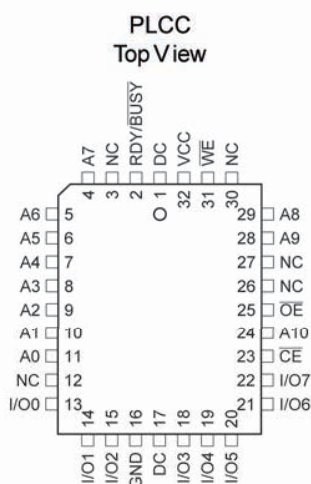 PLCC
Top View
A7
NC
RDY/BUSY
DC
VCC
WE
NC
4
3
2
1
32
31
30
A6 5
A5 6
A4 7
A3 8
A2 9
A1 10
A0 11
NC 12
I/O0 13
29 A8
28 A9
27 NC
26 NC
25 OE
24 A10
23 CE
22 I/O7
21 I/O6
14
15
16
17
18
19
20
I/O1
I/O2
GND
DC
I/O3
I/O4
I/O5